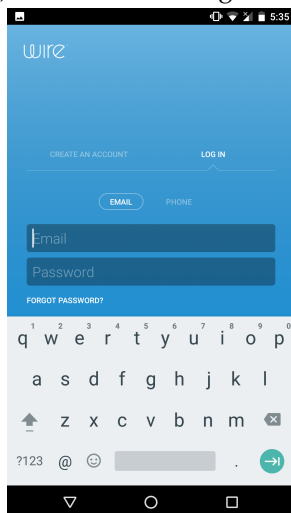 5:35
wire
CREATE AN ACCOUNT LOG IN
EMAIL PHONE
Email
Password
FORGOT PASSWORD?
1 2 3 4 5 6 7 8 9 0
q w e r t y u i o p
a s d f g h j k l
z x c v b n m
?123 @ .